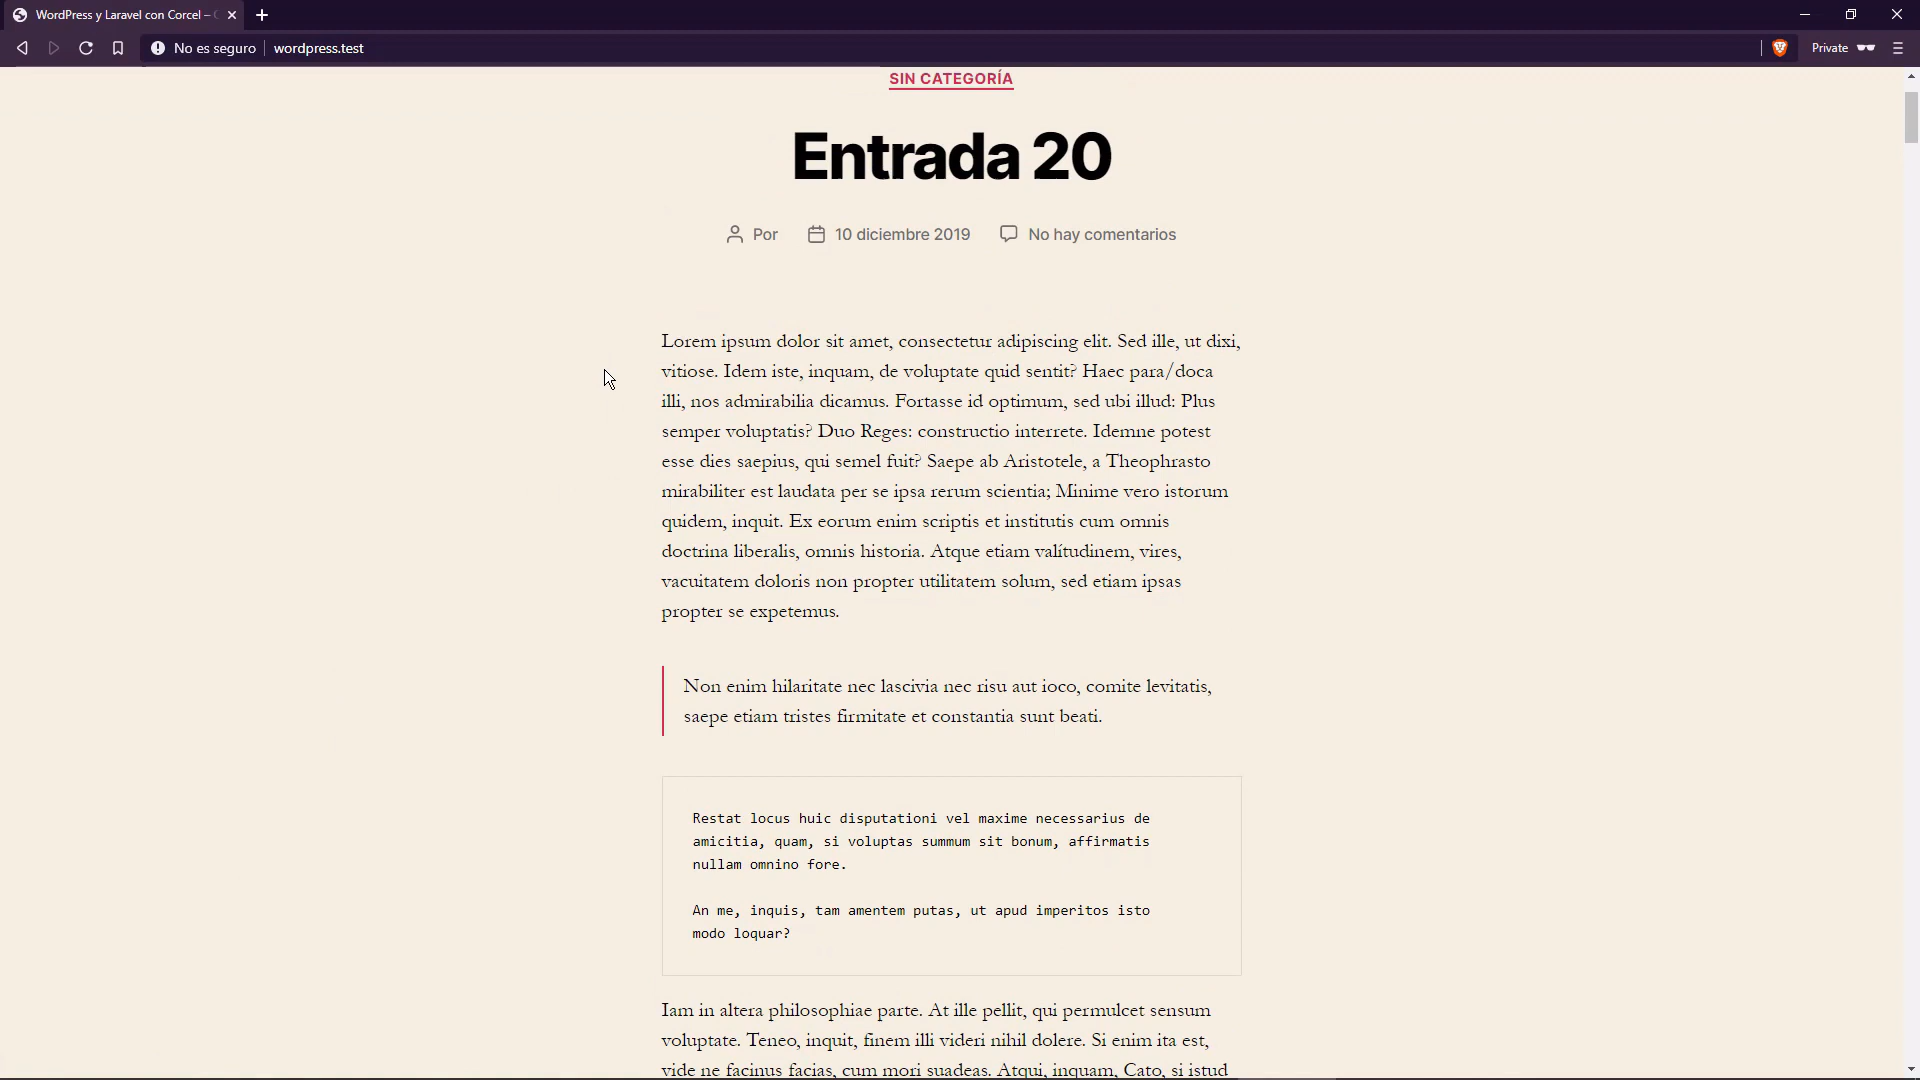 WordPress y Laravel con Corcel –
No es seguro
wordpress.test
Private
SIN CATEGORÍA
Entrada 20
Por
10 diciembre 2019
No hay comentarios
Lorem ipsum dolor sit amet, consectetur adipiscing elit. Sed ille, ut dixi,
vitiose. Idem iste, inquam, de voluptate quid sentit? Haec para/doca
illi, nos admirabilia dicamus. Fortasse id optimum, sed ubi illud: Plus
semper voluptatis? Duo Reges: constructio interrete. Idemne potest
esse dies saepius, qui semel fuit? Saepe ab Aristotele, a Theophrasto
mirabiliter est laudata per se ipsa rerum scientia; Minime vero istorum
quidem, inquit. Ex eorum enim scriptis et institutis cum omnis
doctrina liberalis, omnis historia. Atque etiam valítudinem, vires,
vacuitatem doloris non propter utilitatem solum, sed etiam ipsas
propter se expetemus.
Non enim hilaritate nec lascivia nec risu aut ioco, comite levitatis,
saepe etiam tristes firmitate et constantia sunt beati.
Restat locus huic disputationi vel maxime necessarius de
amicitia, quam, si voluptas summum sit bonum, affirmatis
nullam omnino fore.
An me, inquis, tam amentem putas, ut apud imperitos isto
modo loquar?
Iam in altera philosophiae parte. At ille pellit, qui permulcet sensum
voluptate. Teneo, inquit, finem illi videri nihil dolere. Si enim ita est,
vide ne facinus facias, cum mori suadeas. Atqui, inquam, Cato, si istud